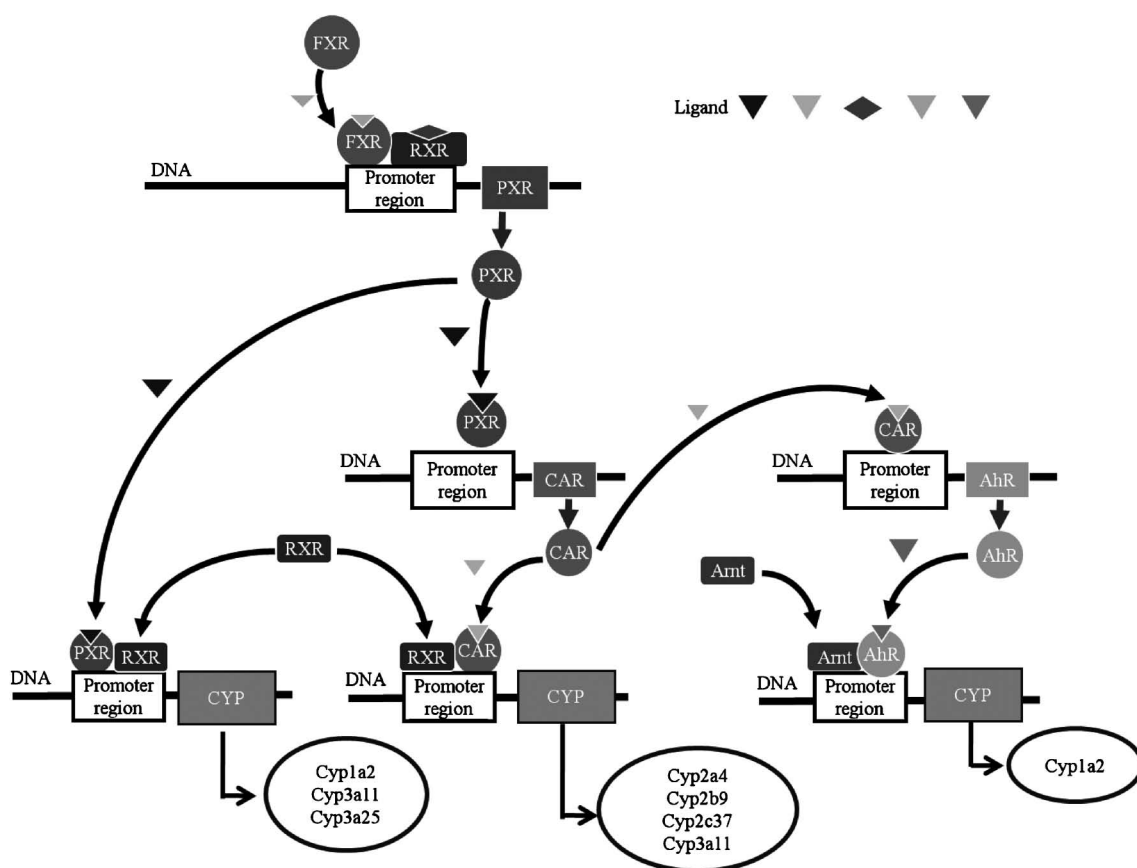 FXR
Ligand
FXR
RXR
DNA
Promoter
region
PXR
PXR
PXR
CAR
DNA
Promoter
region
CAR
DNA
Promoter
region
AhR
RXR
CAR
Arnt
AhR
PXR
RXR
RXR
CAR
Arnt
AhR
DNA
Promoter
region
CYP
DNA
Promoter
region
CYP
DNA
Promoter
region
CYP
Cyp1a2
Cyp3a11
Cyp3a25
Cyp2a4
Cyp2b9
Cyp2c37
Cyp3a11
Cyp1a2